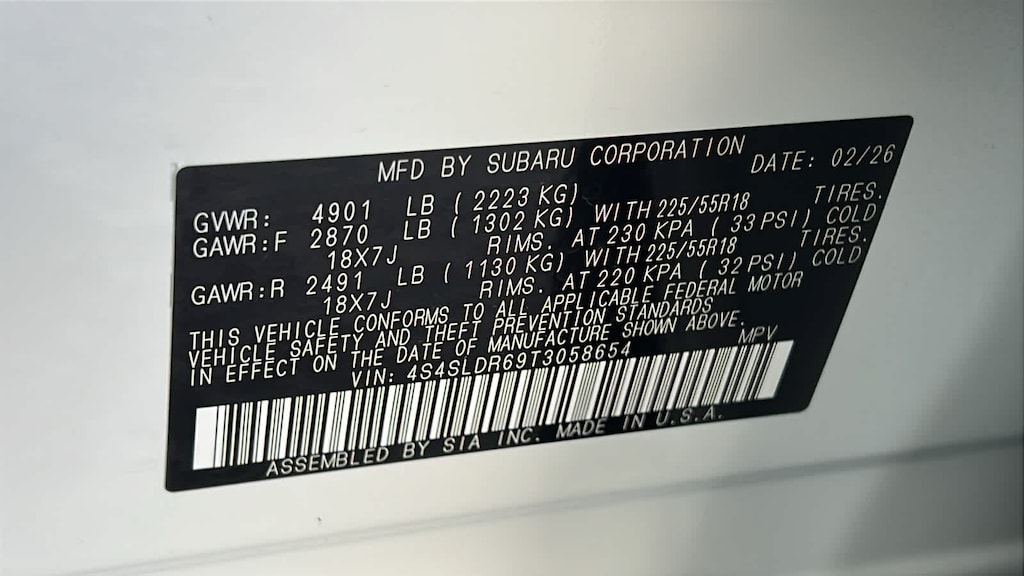 MFD BY SUBARU CORPORATION DATE: 02/26
GVWR: 4901 LB ( 2223 KG)
GAWR:F 2870 LB ( 1302 KG) WITH 225/55R18 TIRES.
18X7J RIMS. AT 230 KPA ( 33 PSI) COLD
GAWR:R 2491 LB ( 1130 KG) WITH 225/55R18 TIRES.
18X7J RIMS. AT 220 KPA ( 32 PSI) COLD
THIS VEHICLE CONFORMS TO ALL APPLICABLE FEDERAL MOTOR
VEHICLE SAFETY AND THEFT PREVENTION STANDARDS
IN EFFECT ON THE DATE OF MANUFACTURE SHOWN ABOVE.
VIN: 4S4SLDR69T3058654 MPV
ASSEMBLED BY SIA INC. MADE IN U.S.A.